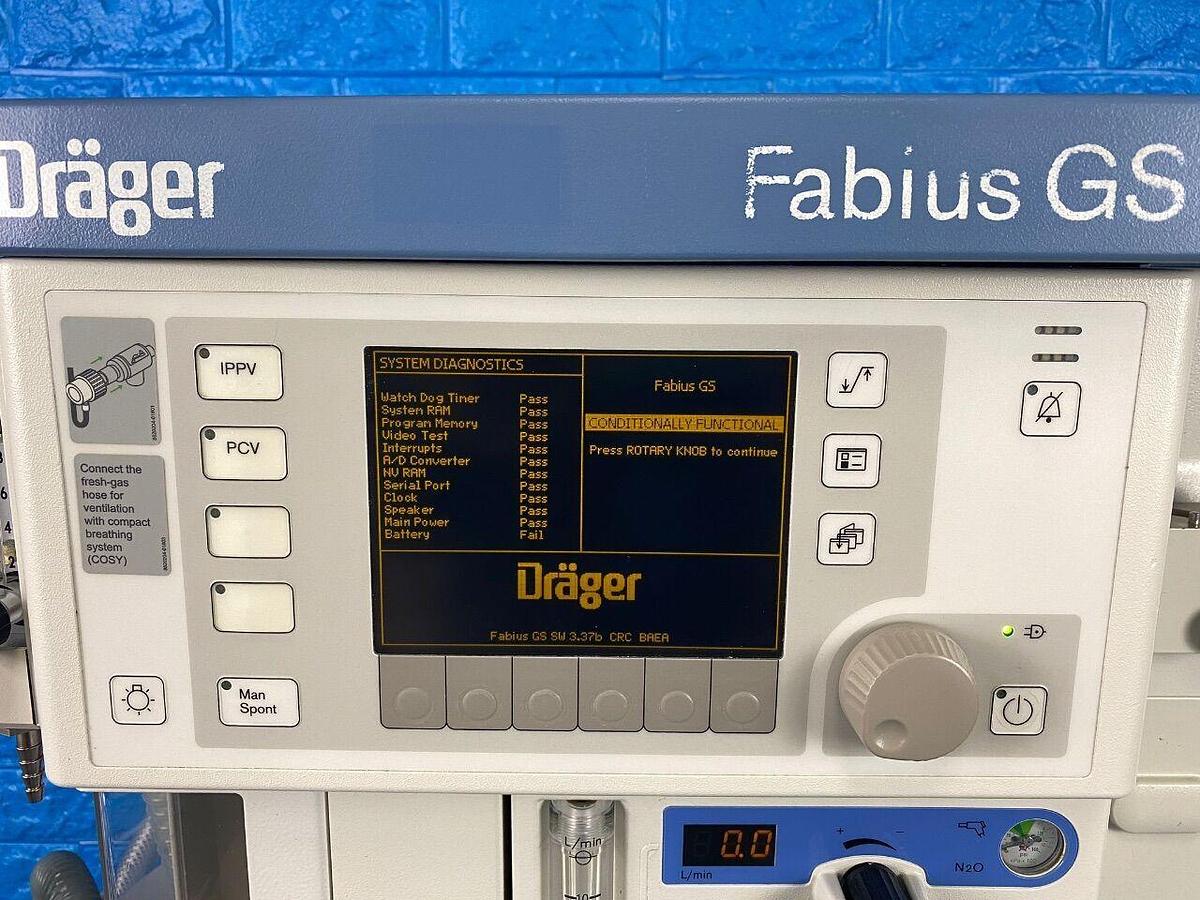 Dräger
Fabius GS
IPPV
PCV
Connect the
fresh-gas
hose for
ventilation
with compact
breathing
system
(COSY)
Man
Spont
SYSTEM DIAGNOSTICS
Watch Dog Timer Pass
System RAM Pass
Program Memory Pass
Video Test Pass
Interrupts Pass
A/D Converter Pass
NV RAM Pass
Serial Port Pass
Clock Pass
Speaker Pass
Main Power Pass
Battery Fail
Fabius GS
CONDITIONALLY FUNCTIONAL
Press ROTARY KNOB to continue
Dräger
Fabius GS SW 3.37b CRC BAEA
L/min
10
0.0
L/min
+
−
N2O
psi